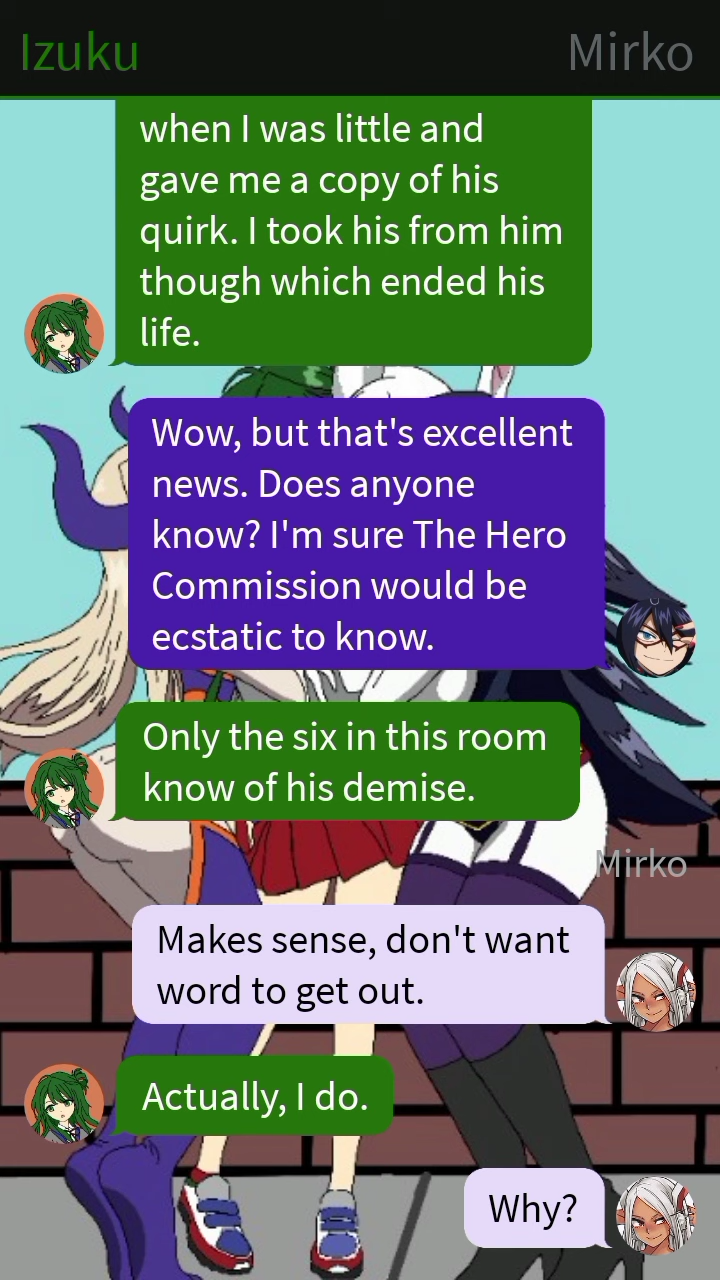 Izuku
Mirko
when I was little and
gave me a copy of his
quirk. I took his from him
though which ended his
life.
Wow, but that's excellent
news. Does anyone
know? I'm sure The Hero
Commission would be
ecstatic to know.
Only the six in this room
know of his demise.
Mirko
Makes sense, don't want
word to get out.
Actually, I do.
Why?